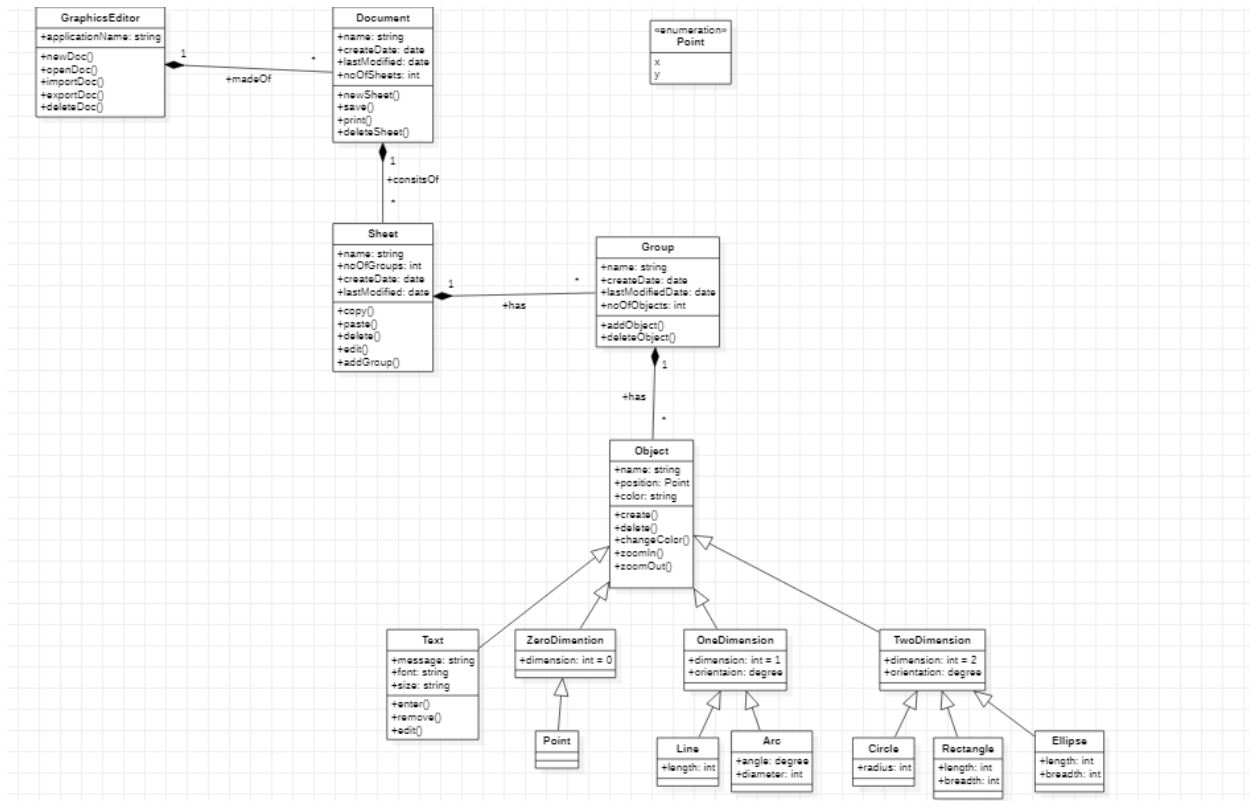 GraphicsEditor
+applicationName: string
+newDoc()
+openDoc()
+importDoc()
+exportDoc()
+deleteDoc()
1
*
+madeOf
Document
+name: string
+createDate: date
+lastModified: date
+noOfSheets: int
+newSheet()
+save()
+print()
+deleteSheet()
«enumeration»
Point
x
y
1
+consitsOf
*
Sheet
+name: string
+noOfGroups: int
+createDate: date
+lastModified: date
+copy()
+paste()
+delete()
+edit()
+addGroup()
1
*
+has
Group
+name: string
+createDate: date
+lastModifiedDate: date
+noOfObjects: int
+addObject()
+deleteObject()
1
+has
*
Object
+name: string
+position: Point
+color: string
+create()
+delete()
+changeColor()
+zoomIn()
+zoomOut()
Text
+message: string
+font: string
+size: string
+enter()
+remove()
+edit()
ZeroDimention
+dimension: int = 0
OneDimension
+dimension: int = 1
+orientaion: degree
TwoDimension
+dimension: int = 2
+orientation: degree
Point
Line
+length: int
Arc
+angle: degree
+diameter: int
Circle
+radius: int
Rectangle
+length: int
+breadth: int
Ellipse
+length: int
+breadth: int